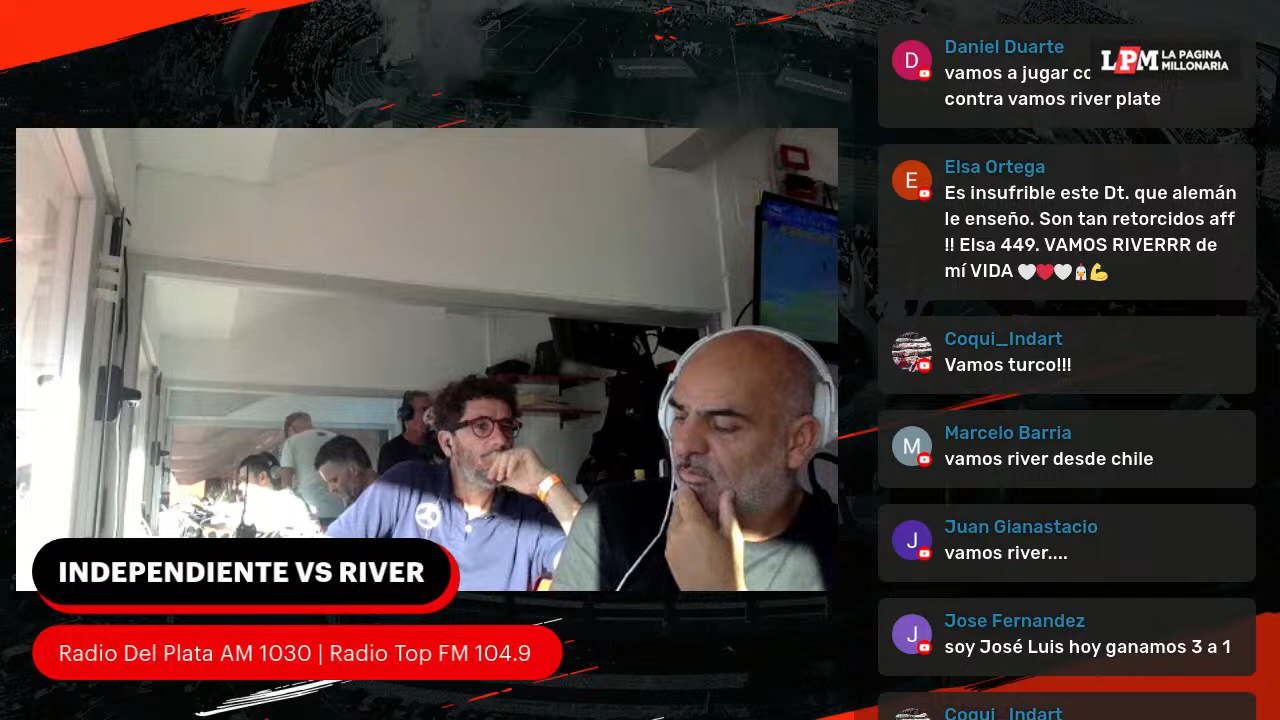 Daniel Duarte
vamos a jugar
contra vamos river plate
LPM LA PAGINA
MILLONARIA
Elsa Ortega
Es insufrible este Dt. que alemán
le enseño. Son tan retorcidos aff
!! Elsa 449. VAMOS RIVERRR de
mí VIDA 🤍❤️🤍💪
Coqui_Indart
Vamos turco!!!
Marcelo Barria
vamos river desde chile
Juan Gianastacio
vamos river....
Jose Fernandez
soy José Luis hoy ganamos 3 a 1
Coqui_Indart
INDEPENDIENTE VS RIVER
Radio Del Plata AM 1030 | Radio Top FM 104.9